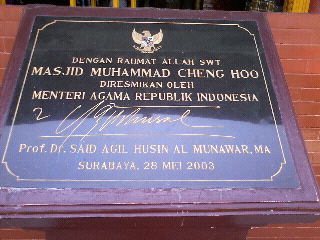 DENGAN RAHMAT ALLAH SWT
MASJID MUHAMMAD CHENG HOO
DIRESMIKAN OLEH
MENTERI AGAMA REPUBLIK INDONESIA
Prof. Dr. SAID AGIL HUSIN AL MUNAWAR, MA
SURABAYA, 28 MEI 2003